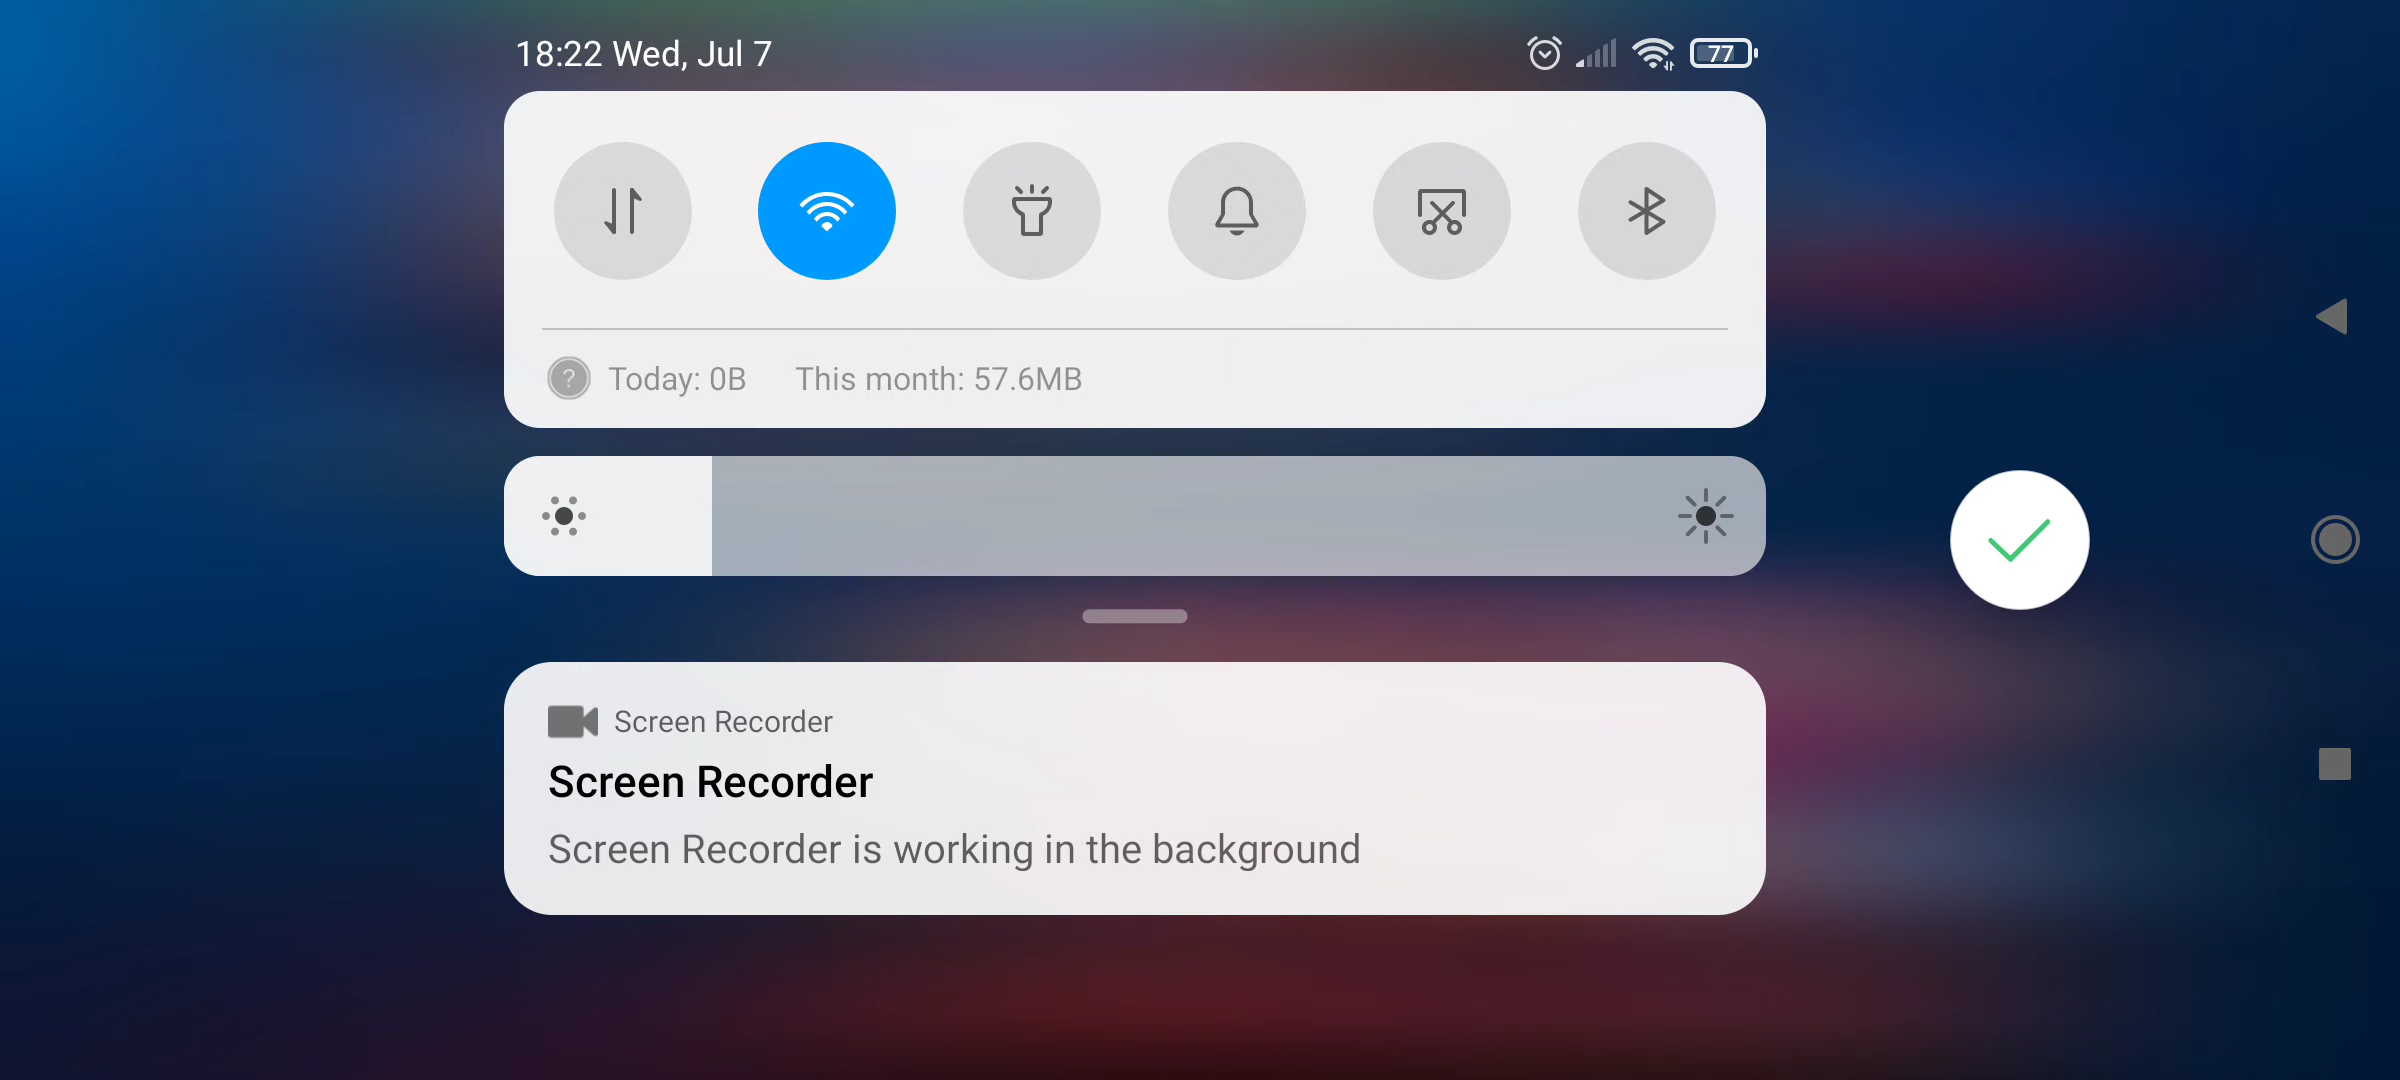 18:22 Wed, Jul 7
77
Today: 0B This month: 57.6MB
Screen Recorder
Screen Recorder
Screen Recorder is working in the background